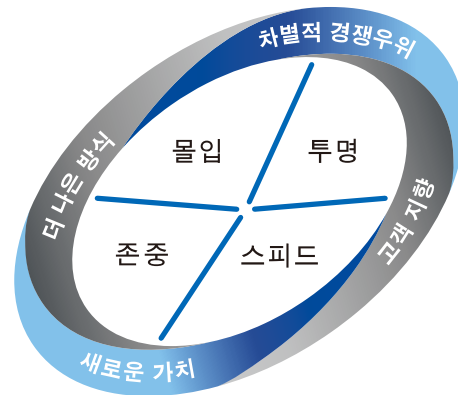 차별적 경쟁우위
몰입
투명
더 나은 방식
고객 지향
존중
스피드
새로운 가치